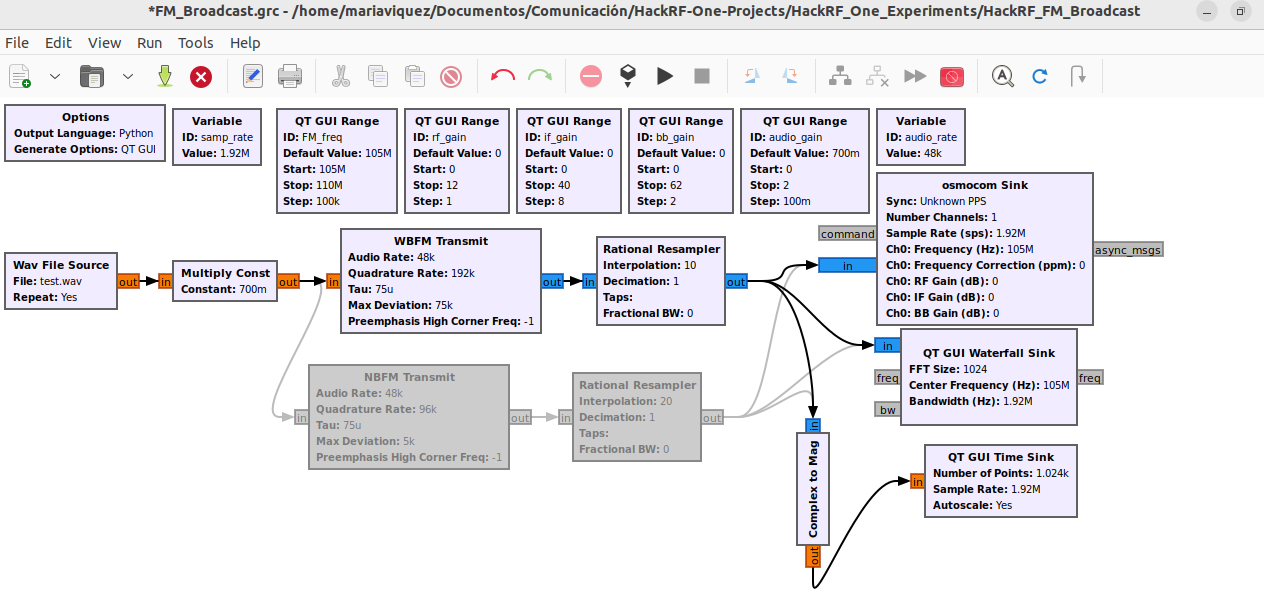 *FM_Broadcast.grc - /home/mariaviquez/Documentos/Comunicación/HackRF-One-Projects/HackRF_One_Experiments/HackRF_FM_Broadcast
File Edit View Run Tools Help
Options
Output Language: Python
Generate Options: QT GUI
Variable
ID: samp_rate
Value: 1.92M
QT GUI Range
ID: FM_freq
Default Value: 105M
Start: 105M
Stop: 110M
Step: 100k
QT GUI Range
ID: rf_gain
Default Value: 0
Start: 0
Stop: 12
Step: 1
QT GUI Range
ID: if_gain
Default Value: 0
Start: 0
Stop: 40
Step: 8
QT GUI Range
ID: bb_gain
Default Value: 0
Start: 0
Stop: 62
Step: 2
QT GUI Range
ID: audio_gain
Default Value: 700m
Start: 0
Stop: 2
Step: 100m
Variable
ID: audio_rate
Value: 48k
Wav File Source
File: test.wav
Repeat: Yes
out
in
Multiply Const
Constant: 700m
out
in
WBFM Transmit
Audio Rate: 48k
Quadrature Rate: 192k
Tau: 75u
Max Deviation: 75k
Preemphasis High Corner Freq: -1
out
in
Rational Resampler
Interpolation: 10
Decimation: 1
Taps:
Fractional BW: 0
out
command
in
osmocom Sink
Sync: Unknown PPS
Number Channels: 1
Sample Rate (sps): 1.92M
Ch0: Frequency (Hz): 105M
Ch0: Frequency Correction (ppm): 0
Ch0: RF Gain (dB): 0
Ch0: IF Gain (dB): 0
Ch0: BB Gain (dB): 0
async_msgs
in
NBFM Transmit
Audio Rate: 48k
Quadrature Rate: 96k
Tau: 75u
Max Deviation: 5k
Preemphasis High Corner Freq: -1
out
in
Rational Resampler
Interpolation: 20
Decimation: 1
Taps:
Fractional BW: 0
out
in
freq
bw
QT GUI Waterfall Sink
FFT Size: 1024
Center Frequency (Hz): 105M
Bandwidth (Hz): 1.92M
freq
in
Complex to Mag
out
in
QT GUI Time Sink
Number of Points: 1.024k
Sample Rate: 1.92M
Autoscale: Yes